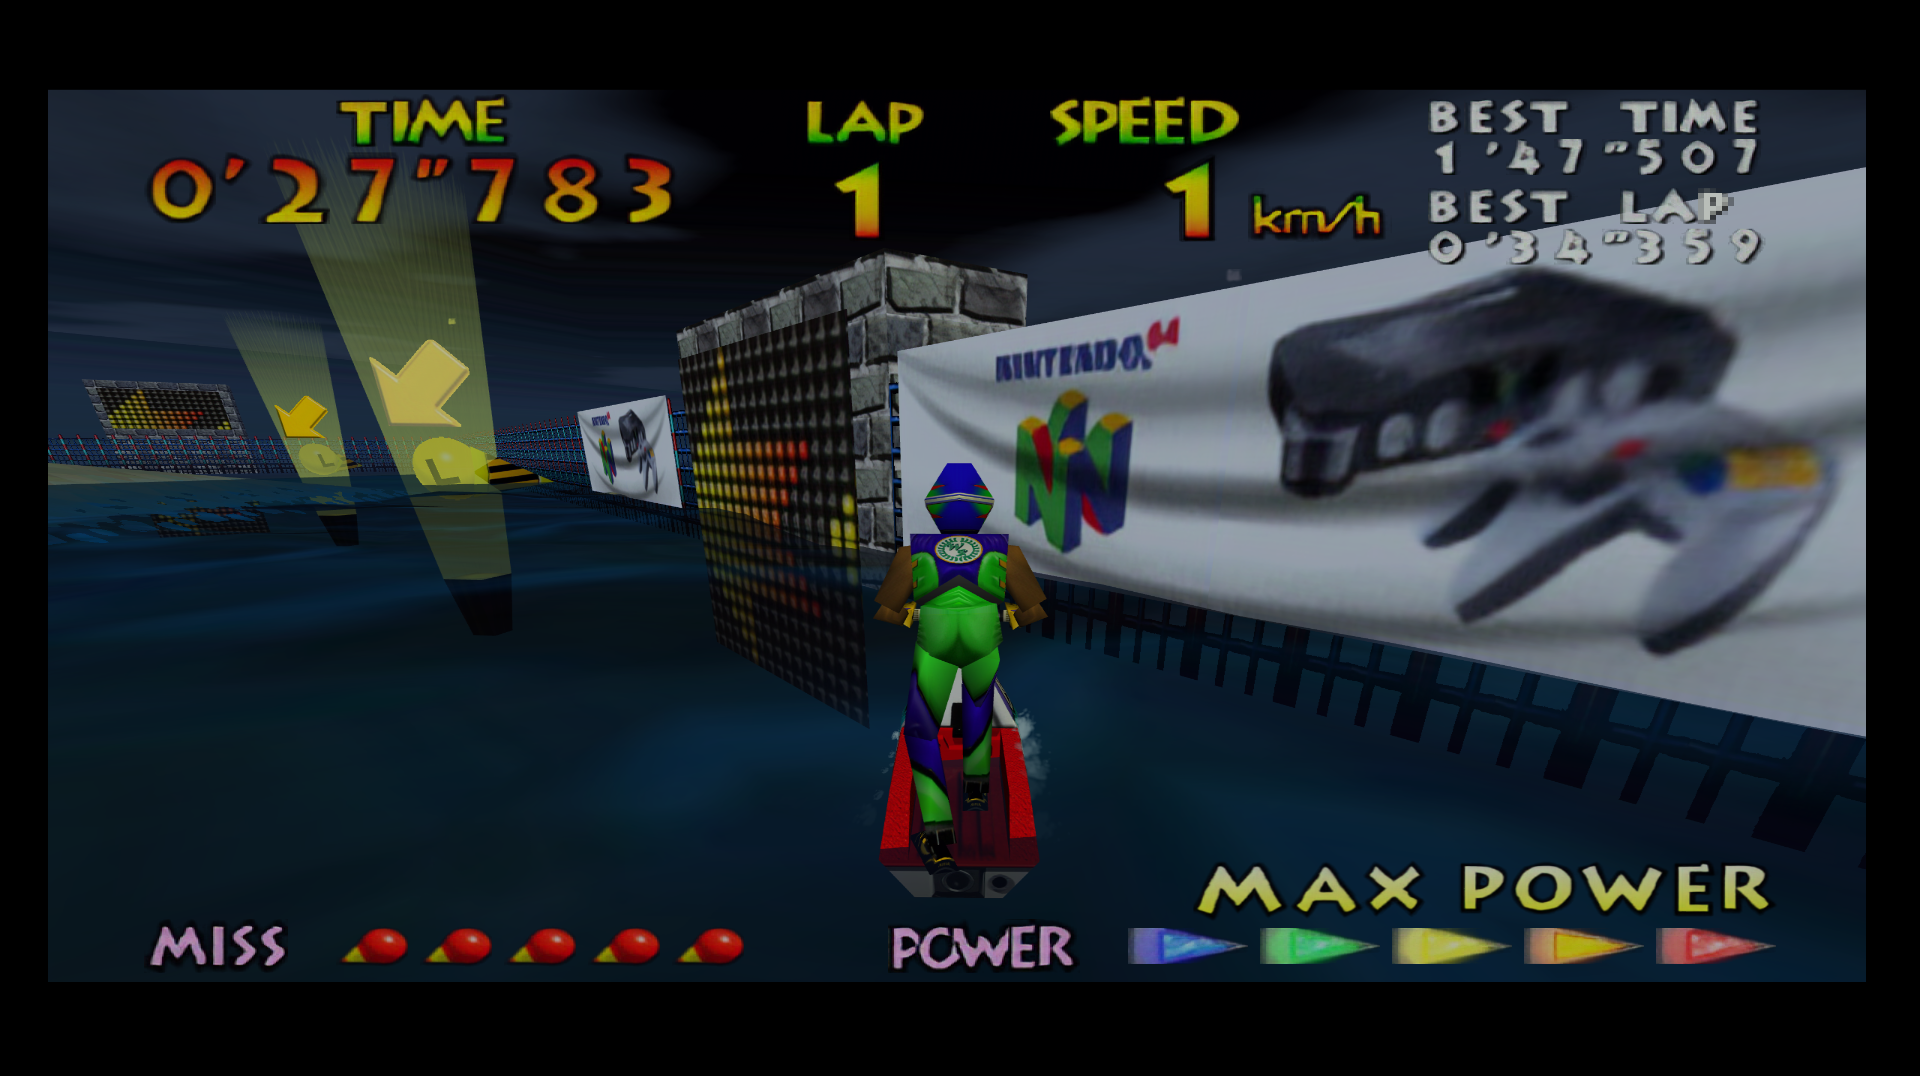 TIME
0'27"783
LAP
1
SPEED
1 km/h
BEST TIME
1'47"507
BEST LAP
0'34"359
NINTENDO64
NINTENDO64
L
L
MISS
POWER
MAX POWER